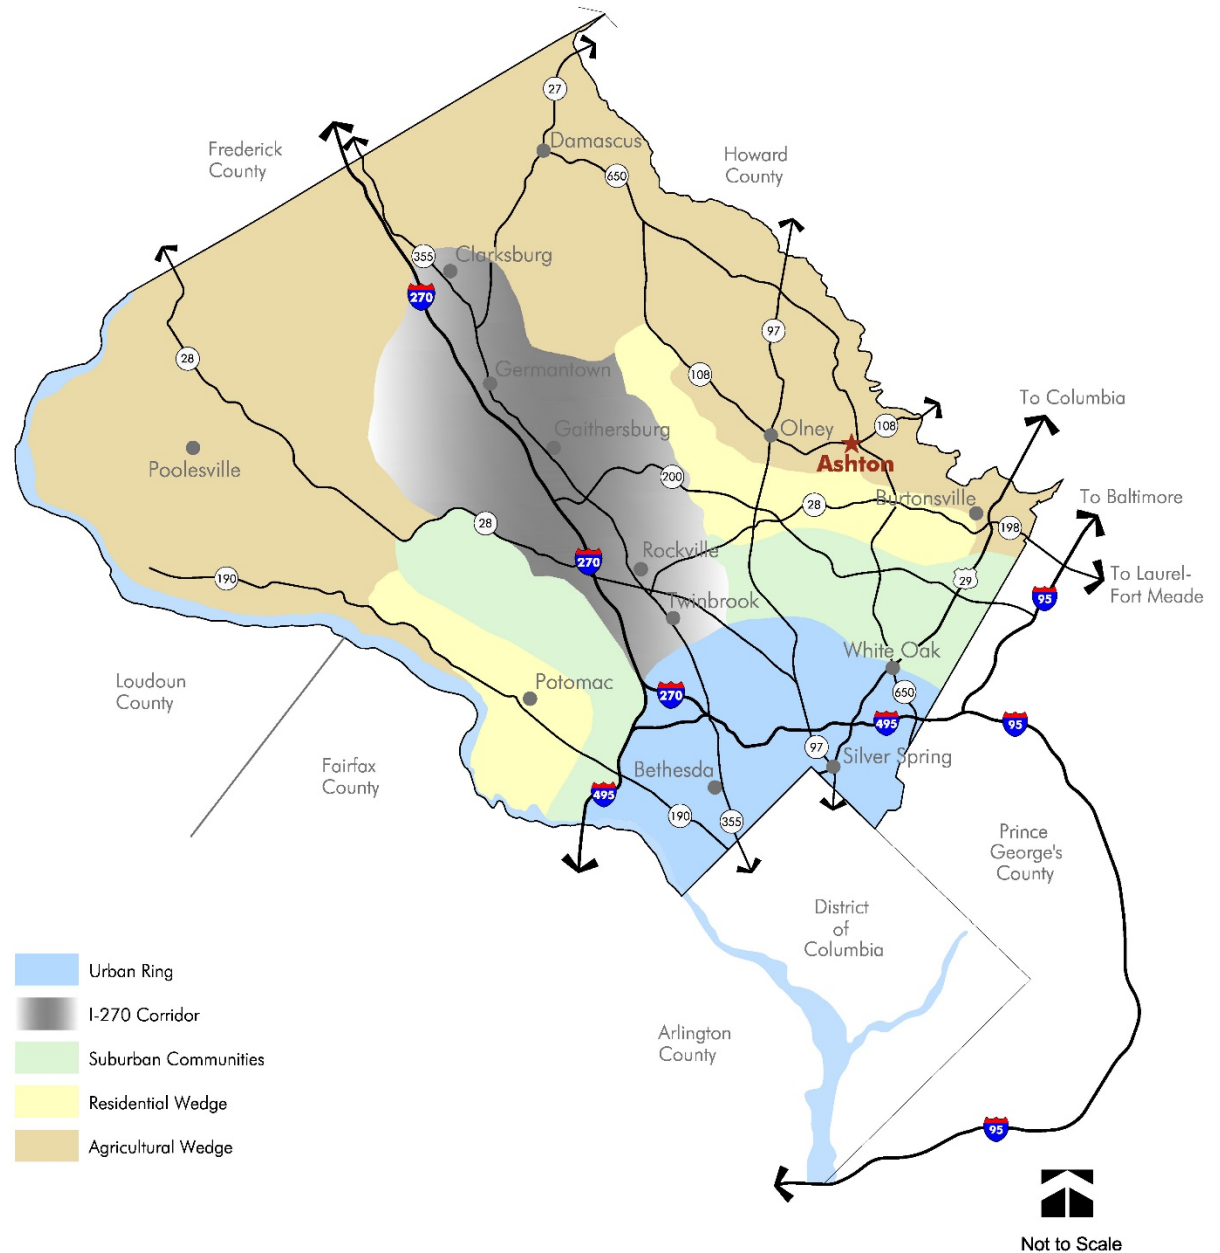 27
Damascus
Frederick
County
Howard
County
650
355
Clarksburg
270
97
28
Germantown
108
To Columbia
Olney
108
Gaithersburg
Ashton
Poolesville
200
Burtonsville
To Baltimore
28
28
198
Rockville
270
190
29
To Laurel-
Fort Meade
95
Twinbrook
White Oak
Loudoun
County
Potomac
270
650
495
95
97
Silver Spring
Fairfax
County
Bethesda
495
190
355
Prince
George's
County
District
of
Columbia
Urban Ring
I-270 Corridor
Arlington
County
Suburban Communities
Residential Wedge
95
Agricultural Wedge
Not to Scale